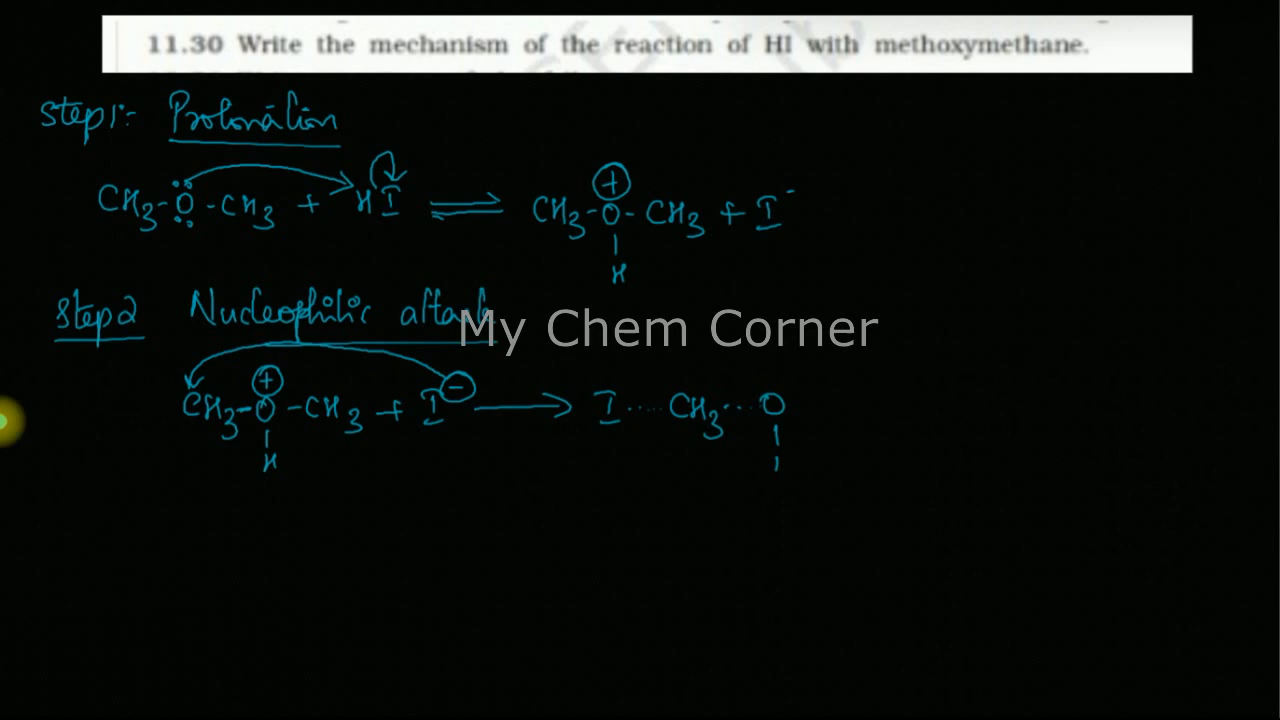 11.30 Write the mechanism of the reaction of HI with methoxymethane.
Step1:- Protonation
CH3-O-CH3 + HI ⇌ CH3-O-CH3 + I-
+
H
Step2 Nucleophilic attack
My Chem Corner
CH3-O-CH3 + I → I.....CH3...O
+
−
H